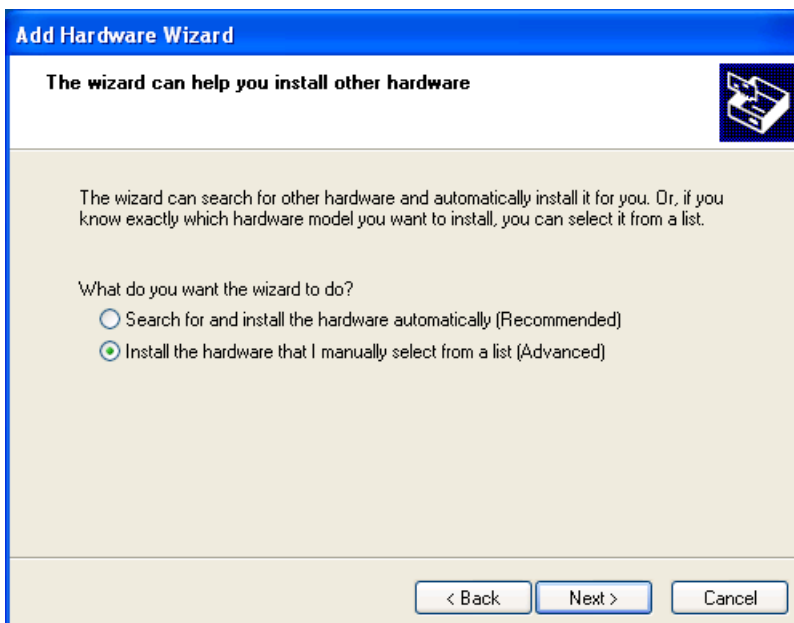 Add Hardware Wizard
The wizard can help you install other hardware
The wizard can search for other hardware and automatically install it for you. Or, if you
know exactly which hardware model you want to install, you can select it from a list.
What do you want the wizard to do?
Search for and install the hardware automatically (Recommended)
Install the hardware that I manually select from a list (Advanced)
< Back Next > Cancel